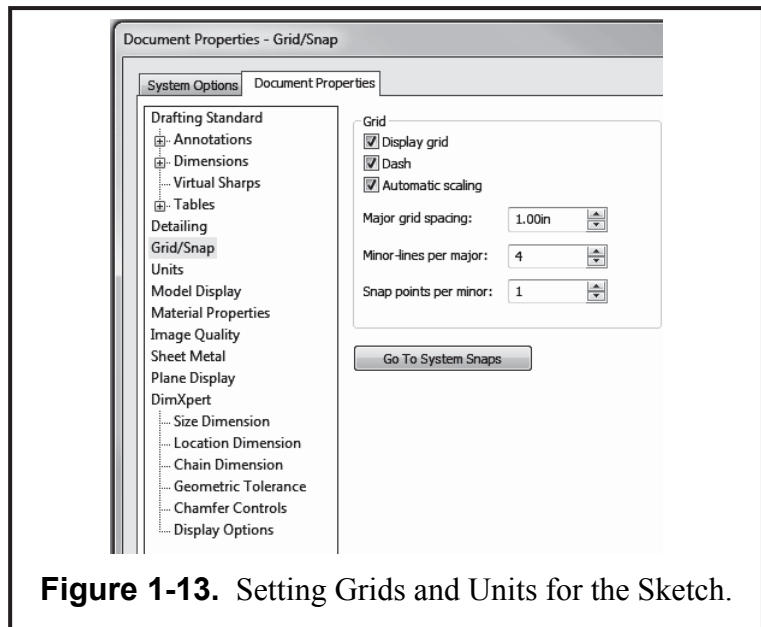 Document Properties - Grid/Snap
System Options
Document Properties
Drafting Standard
Annotations
Dimensions
Virtual Sharps
Tables
Detailing
Grid/Snap
Units
Model Display
Material Properties
Image Quality
Sheet Metal
Plane Display
DimXpert
Size Dimension
Location Dimension
Chain Dimension
Geometric Tolerance
Chamfer Controls
Display Options
Grid
Display grid
Dash
Automatic scaling
Major grid spacing: 1.00in
Minor-lines per major: 4
Snap points per minor: 1
Go To System Snaps
Figure 1-13. Setting Grids and Units for the Sketch.